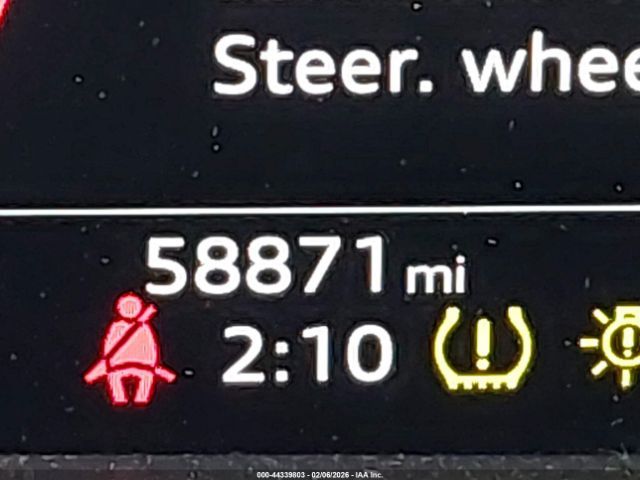 Steer. whee
58871 mi
2:10
000-44339803 - 02/06/2026 - IAA Inc.